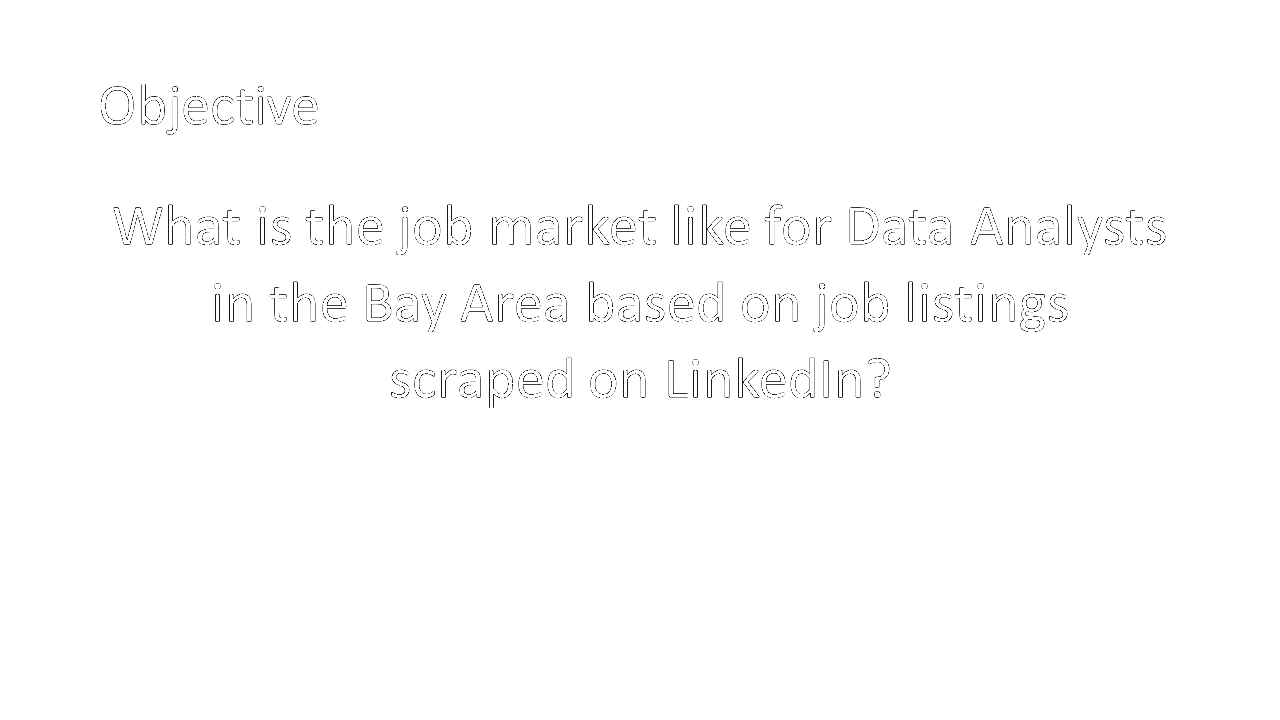 Objective
What is the job market like for Data Analysts
in the Bay Area based on job listings
scraped on LinkedIn?